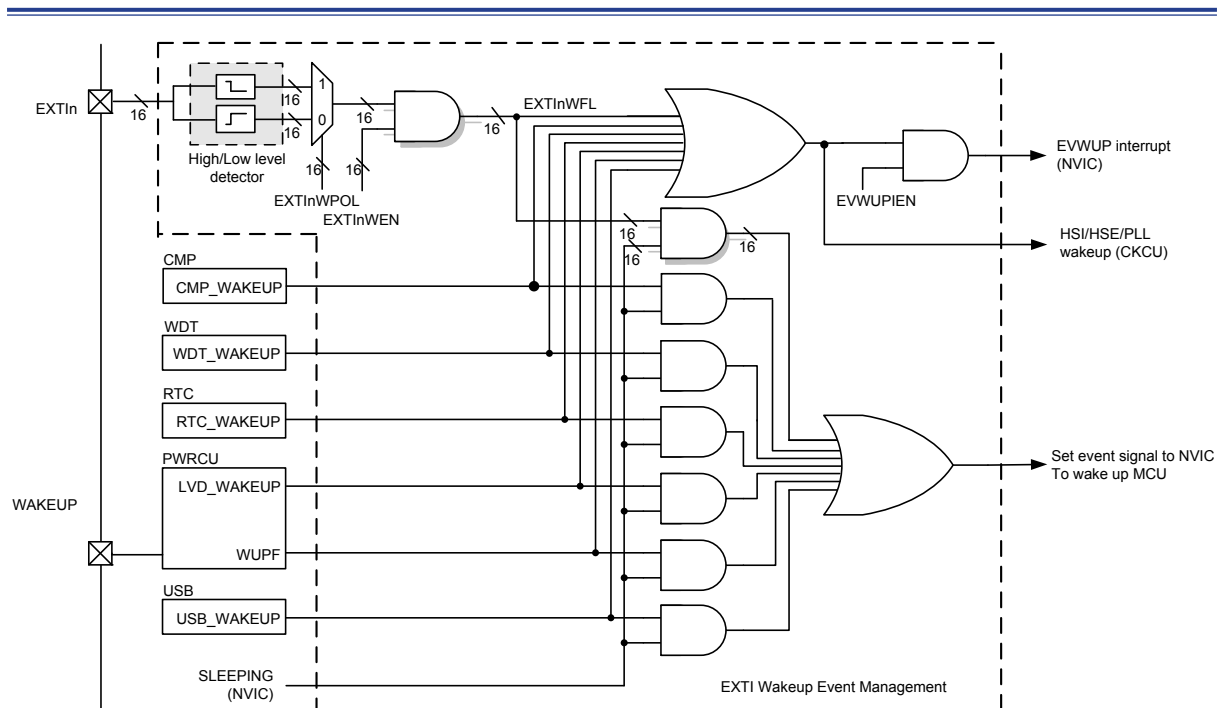 EXTIn
16
16
16
1
0
High/Low level
detector
16
16
16
16
EXTInWPOL
EXTInWEN
16
EXTInWFL
EVWUPIEN
EVWUP interrupt
(NVIC)
HSI/HSE/PLL
wakeup (CKCU)
16
16
16
CMP
CMP_WAKEUP
WDT
WDT_WAKEUP
RTC
RTC_WAKEUP
PWRCU
LVD_WAKEUP
WUPF
WAKEUP
USB
USB_WAKEUP
SLEEPING
(NVIC)
Set event signal to NVIC
To wake up MCU
EXTI Wakeup Event Management